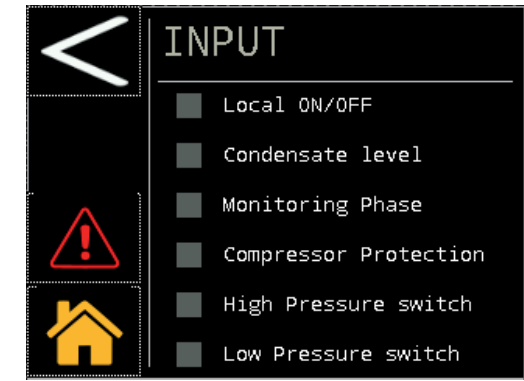 INPUT
Local ON/OFF
Condensate level
Monitoring Phase
Compressor Protection
High Pressure switch
Low Pressure switch